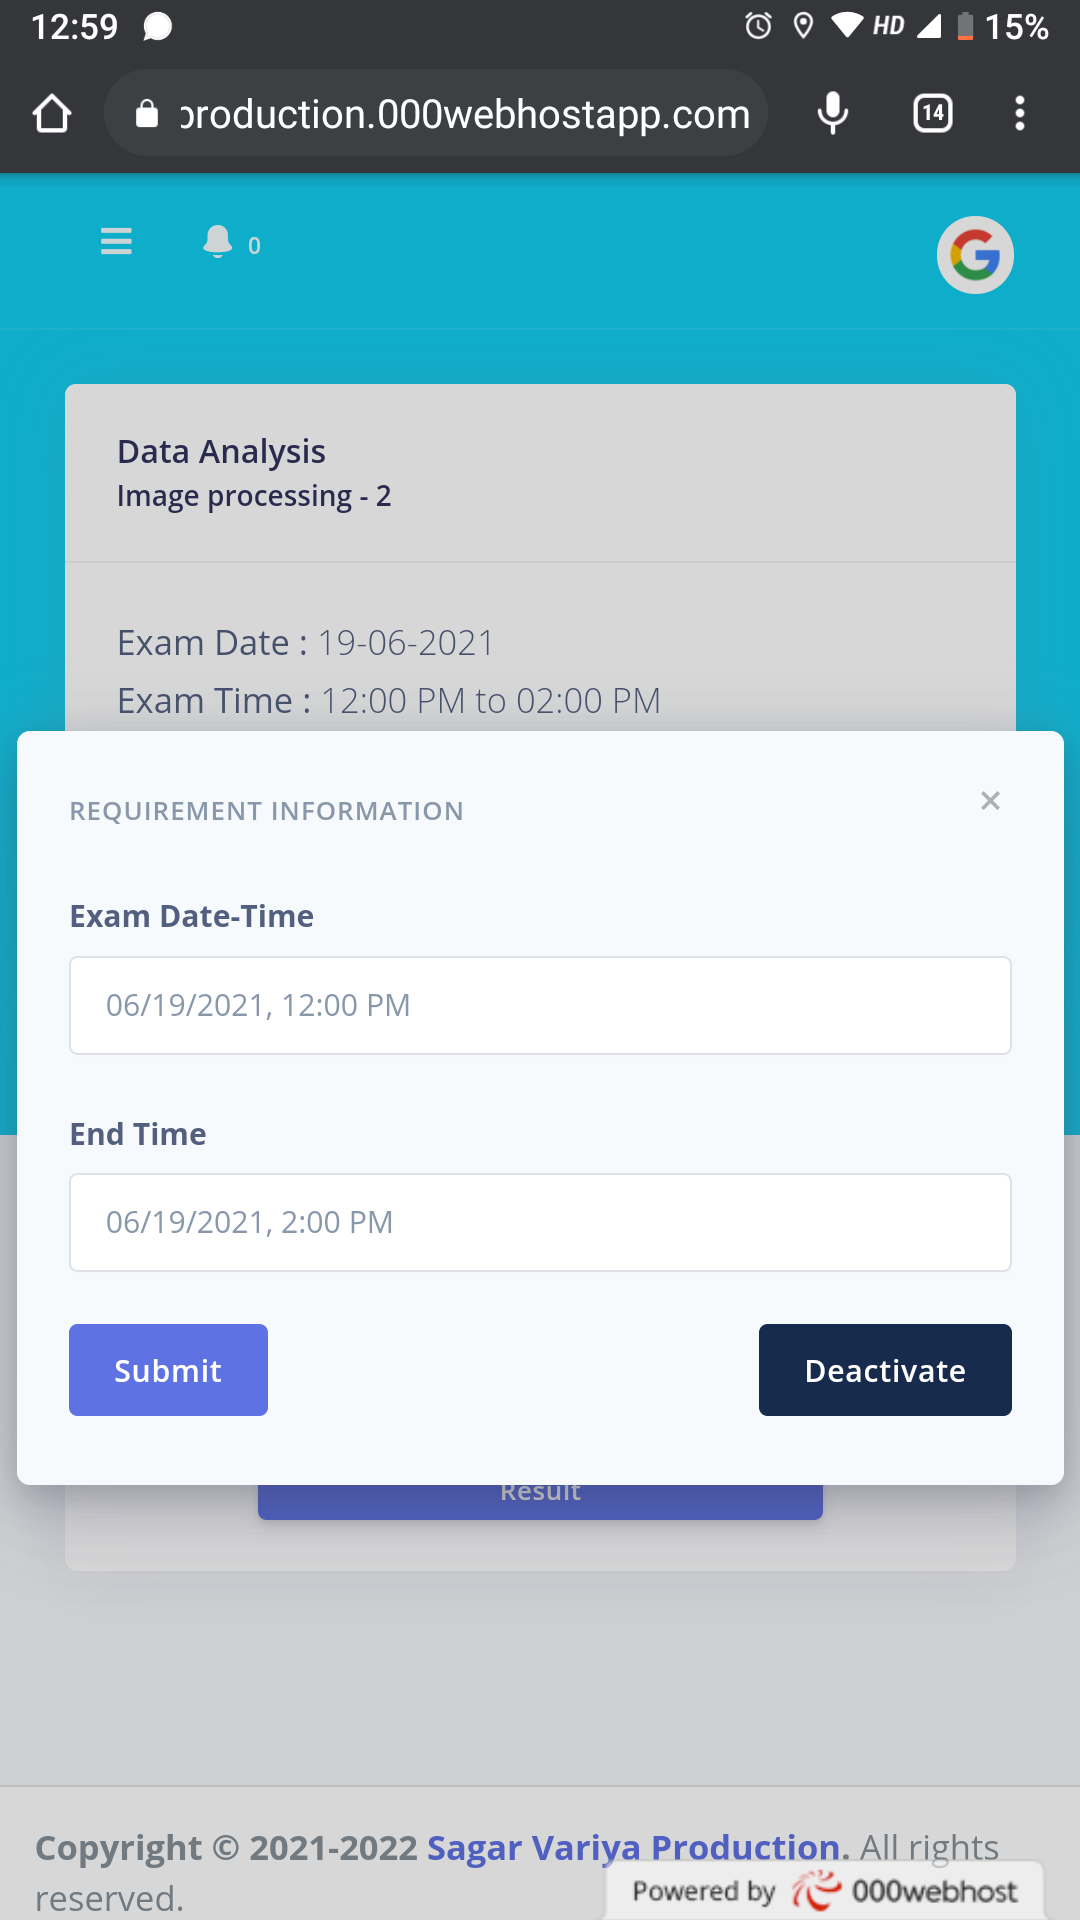 12:59
HD
15%
production.000webhostapp.com
14
0
Data Analysis
Image processing - 2
Exam Date : 19-06-2021
Exam Time : 12:00 PM to 02:00 PM
REQUIREMENT INFORMATION
×
Exam Date-Time
06/19/2021, 12:00 PM
End Time
06/19/2021, 2:00 PM
Submit
Deactivate
Result
Copyright © 2021-2022 Sagar Variya Production. All rights
reserved.
Powered by 000webhost